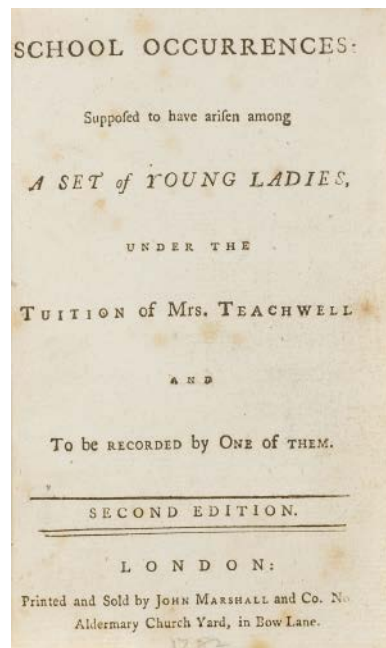 SCHOOL OCCURRENCES:
Suppoſed to have ariſen among
A SET of YOUNG LADIES,
UNDER THE
TUITION of Mrs. TEACHWELL
AND
To be RECORDED by ONE of THEM.
SECOND EDITION.
LONDON:
Printed and Sold by JOHN MARSHALL and Co. No
Aldermary Church Yard, in Bow Lane.
1782